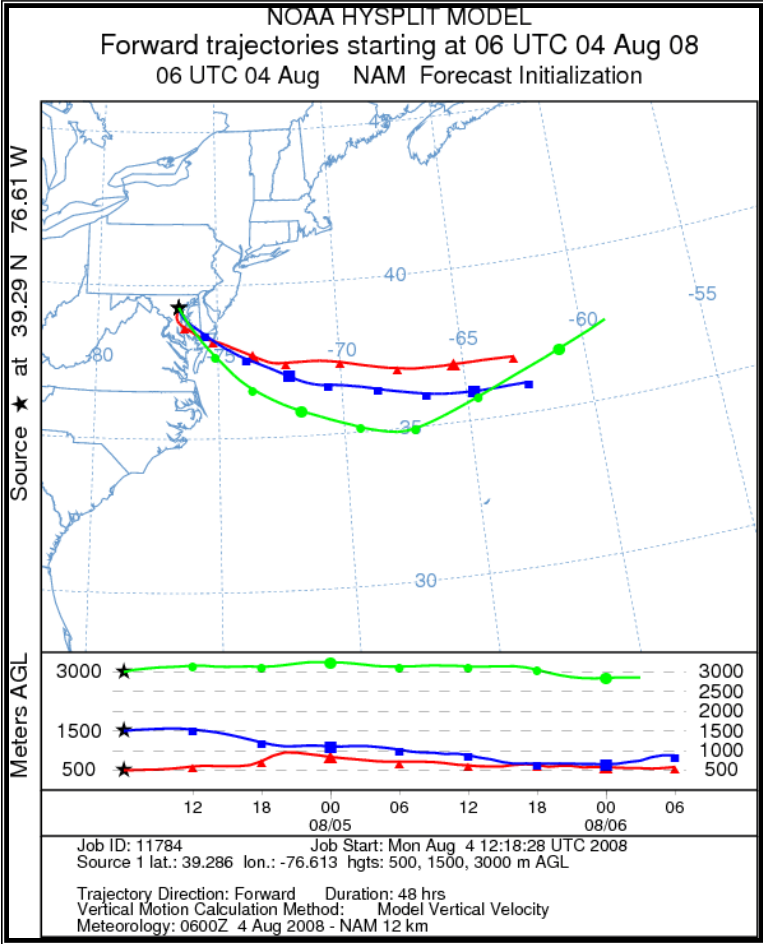 NOAA HYSPLIT MODEL
Forward trajectories starting at 06 UTC 04 Aug 08
06 UTC 04 Aug NAM Forecast Initialization
Source ★ at 39.29 N 76.61 W
40
-55
-60
-65
-70
-75
-80
-35
30
Meters AGL
3000 3000
2500
2000
1500 1500
1000
500 500
12 18 00 06 12 18 00 06
08/05 08/06
Job ID: 11784 Job Start: Mon Aug 4 12:18:28 UTC 2008
Source 1 lat.: 39.286 lon.: -76.613 hgts: 500, 1500, 3000 m AGL
Trajectory Direction: Forward Duration: 48 hrs
Vertical Motion Calculation Method: Model Vertical Velocity
Meteorology: 0600Z 4 Aug 2008 - NAM 12 km